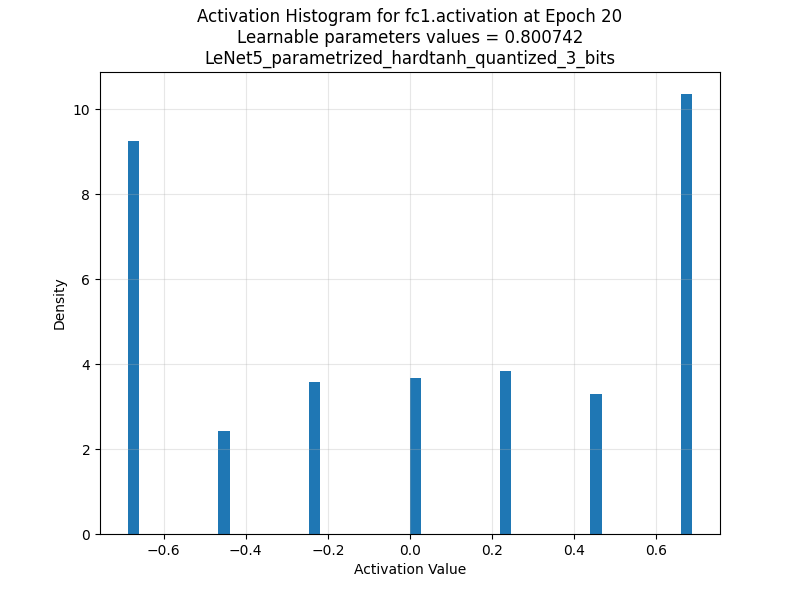 Activation Histogram for fc1.activation at Epoch 20
Learnable parameters values = 0.800742
LeNet5_parametrized_hardtanh_quantized_3_bits
10
8
6
4
2
0
Density
−0.6 −0.4 −0.2 0.0 0.2 0.4 0.6
Activation Value